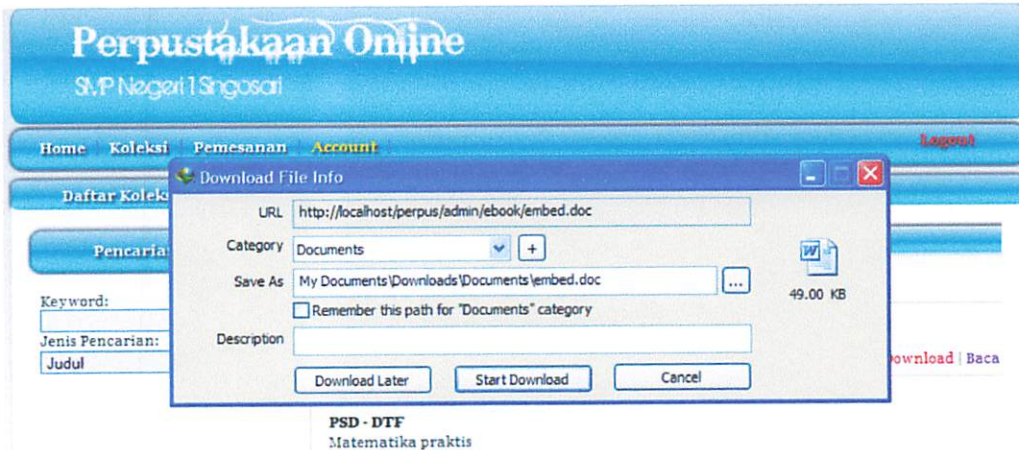 Perpustakaan Online
SMP Negeri 1 Singosari
Home Koleksi Pemesanan Account Logout
Download File Info
Daftar Koleks
URL http://localhost/perpus/admin/ebook/embed.doc
Pencaria
Category Documents +
Save As My Documents\Downloads\Documents\embed.doc ...
49.00 KB
Keyword:
Remember this path for "Documents" category
Jenis Pencarian:
Description
Judul
ownload | Baca
Download Later Start Download Cancel
PSD - DTF
Matematika praktis